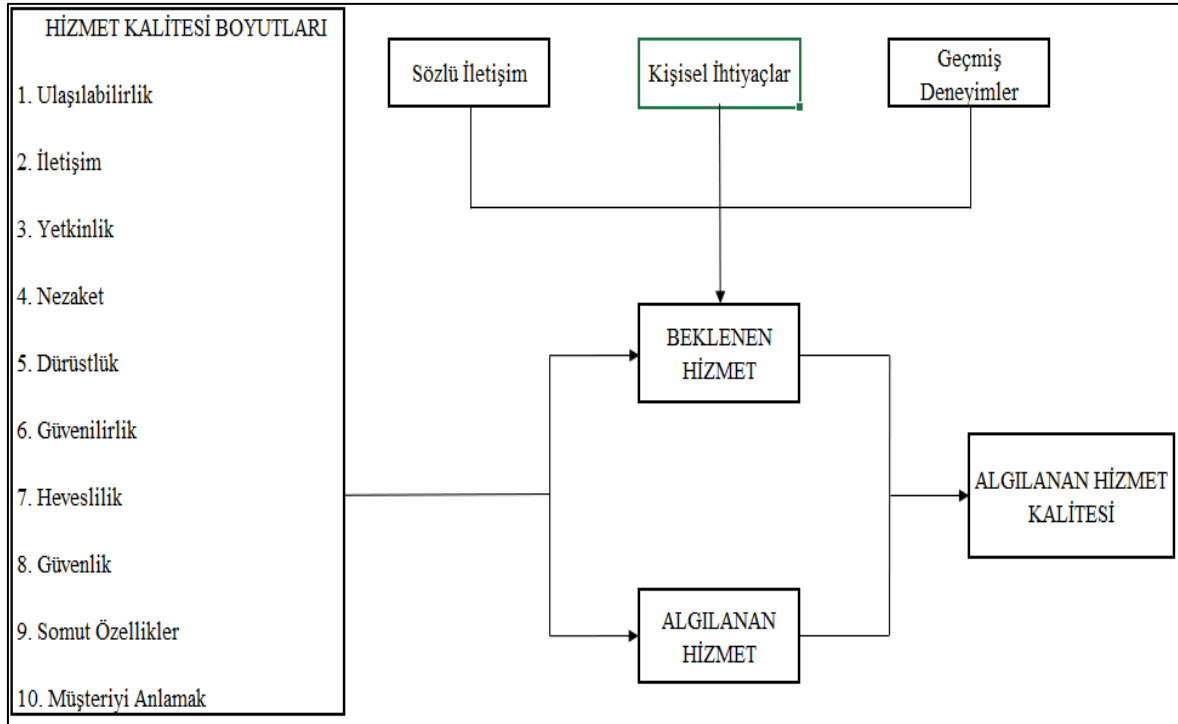 HİZMET KALİTESİ BOYUTLARI
1. Ulaşılabilirlik
2. İletişim
3. Yetkinlik
4. Nezaket
5. Dürüstlük
6. Güvenilirlik
7. Heveslilik
8. Güvenlik
9. Somut Özellikler
10. Müşteriyi Anlamak
Sözlü İletişim
Kişisel İhtiyaçlar
Geçmiş
Deneyimler
BEKLENEN
HİZMET
ALGILANAN
HİZMET
ALGILANAN HİZMET
KALİTESİ